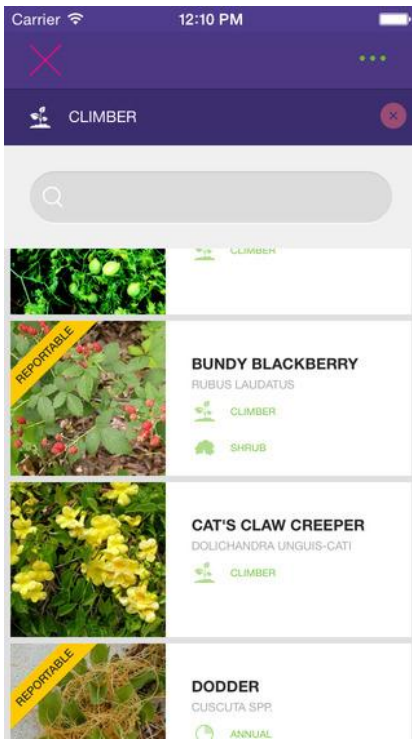 Carrier 12:10 PM
CLIMBER
CLIMBER
REPORTABLE
BUNDY BLACKBERRY
RUBUS LAUDATUS
CLIMBER
SHRUB
CAT'S CLAW CREEPER
DOLICHANDRA UNGUIS-CATI
CLIMBER
REPORTABLE
DODDER
CUSCUTA SPP.
ANNUAL